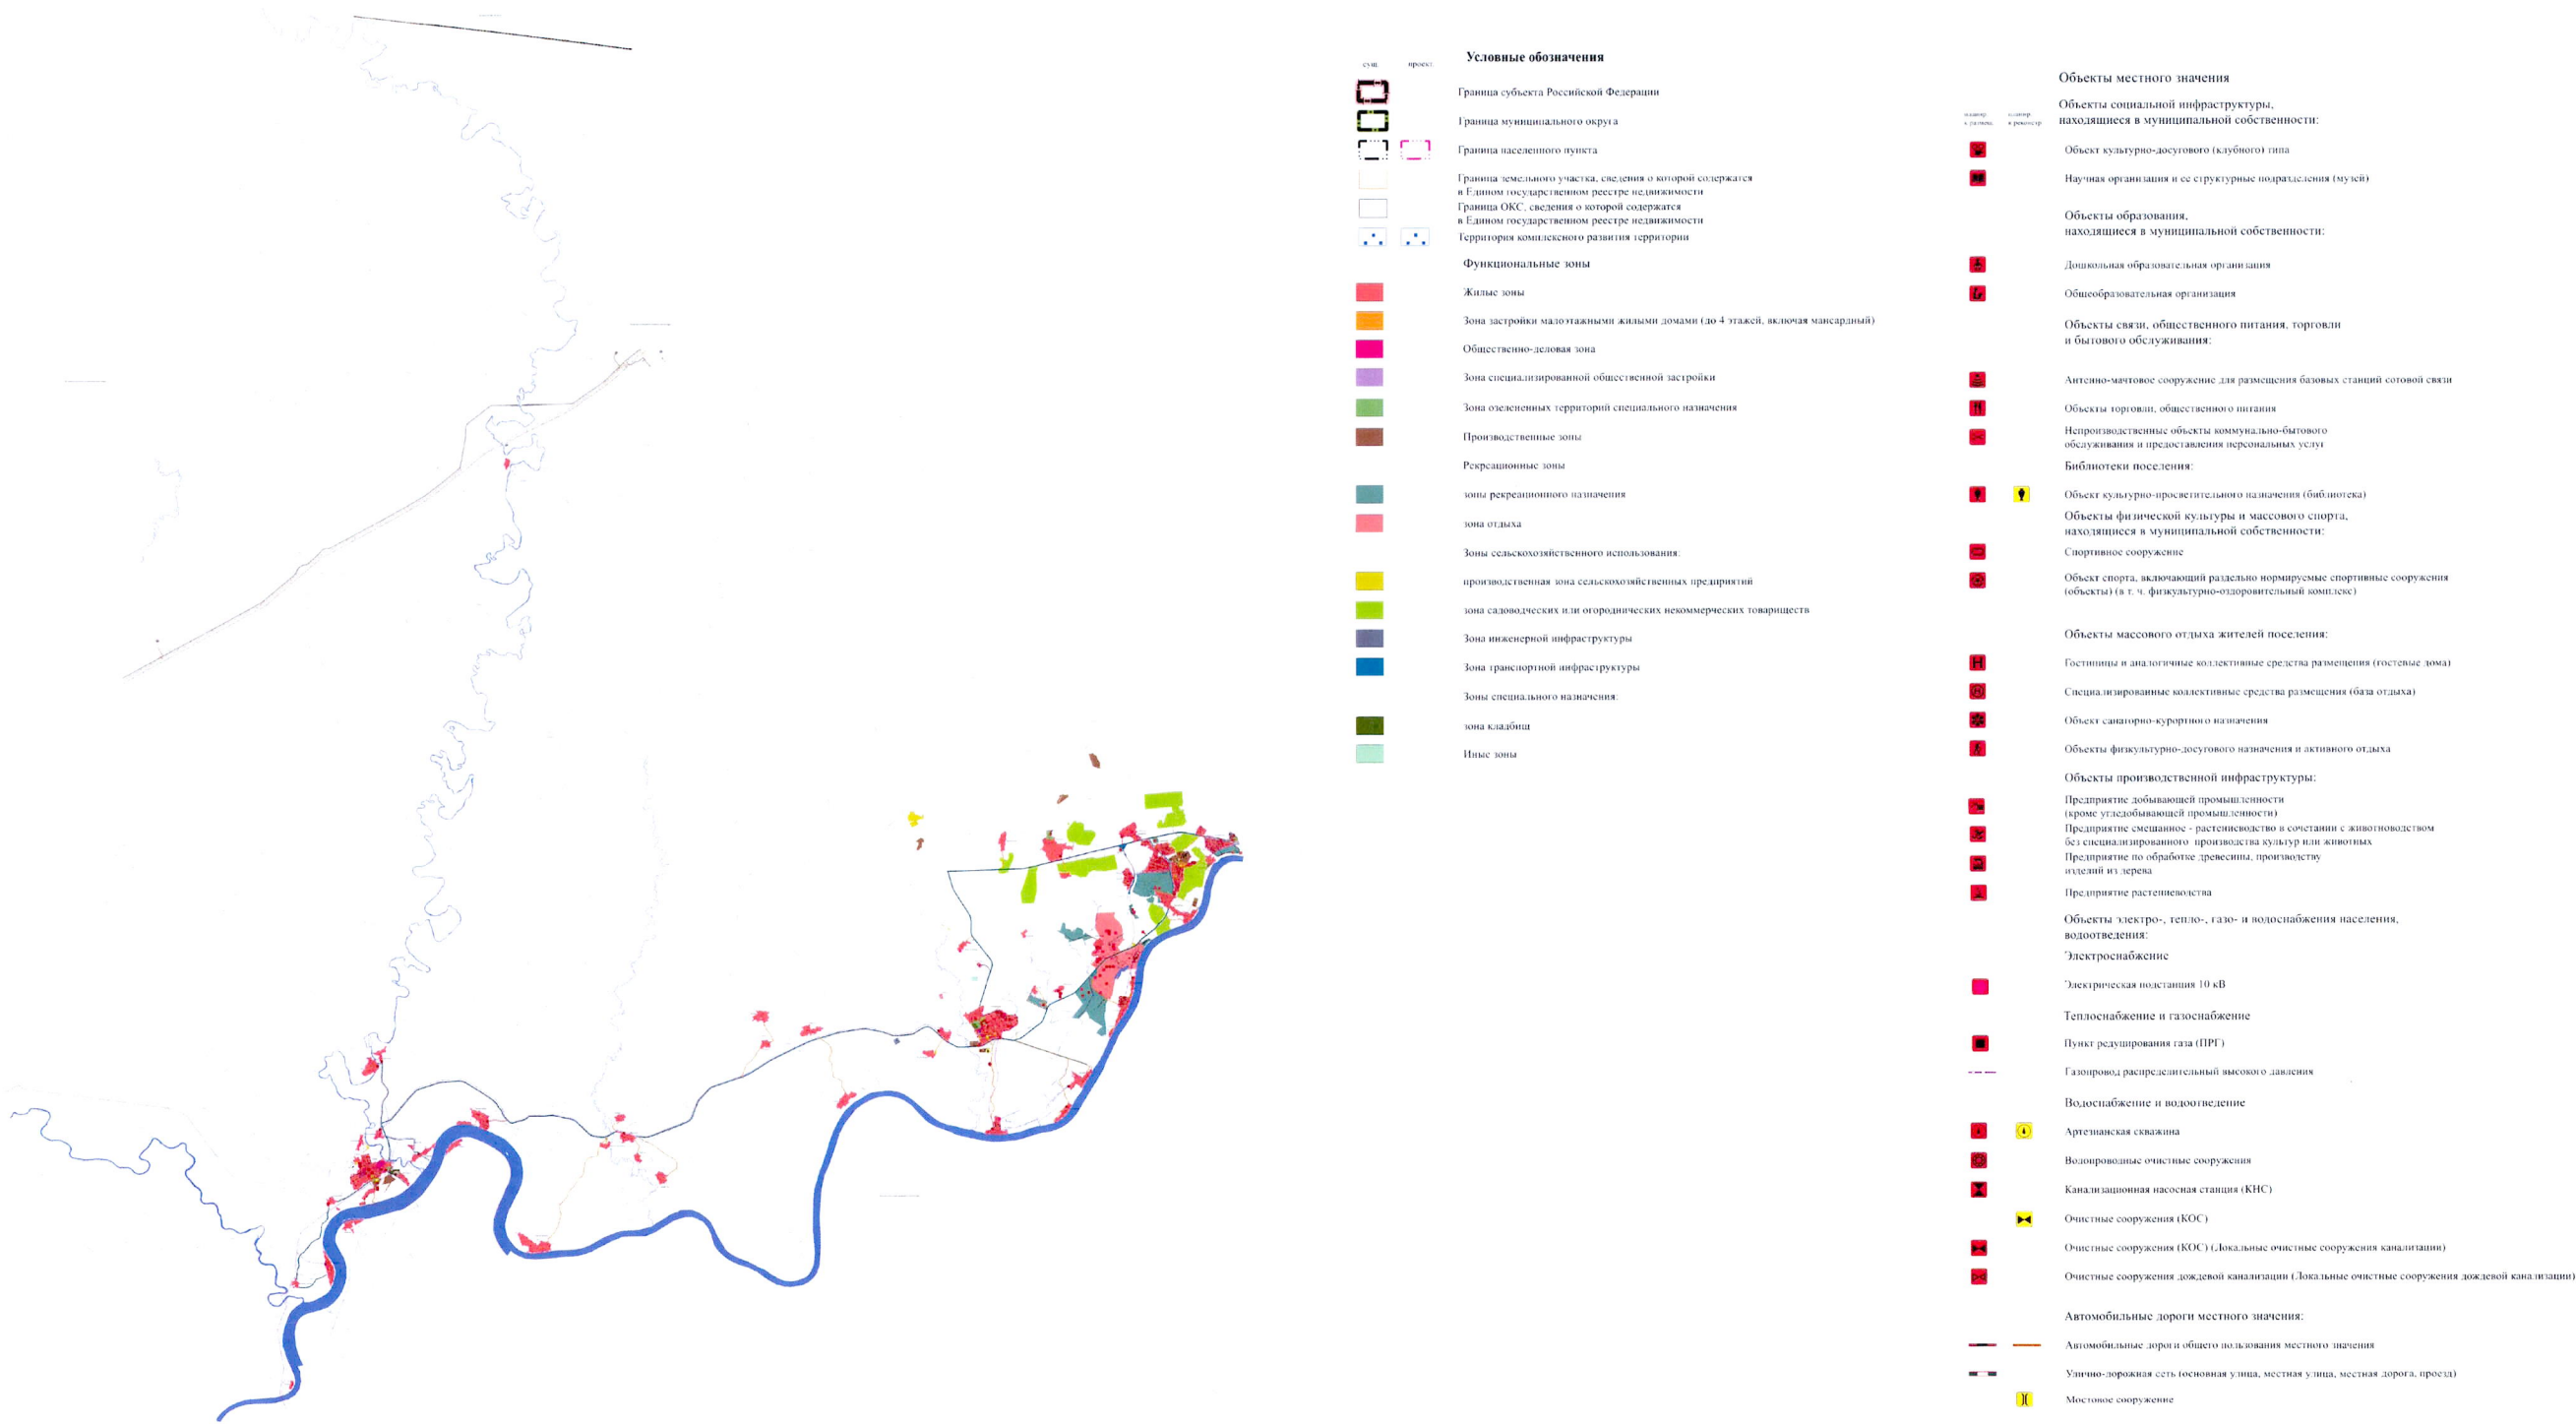 Условные обозначения
сущ.
проект.
Граница субъекта Российской Федерации
Граница муниципального округа
Граница населенного пункта
Граница земельного участка, сведения о которой содержатся
в Едином государственном реестре недвижимости
Граница ОКС, сведения о которой содержатся
в Едином государственном реестре недвижимости
Территория комплексного развития территории
Функциональные зоны
Жилые зоны
Зона застройки малоэтажными жилыми домами (до 4 этажей, включая мансардный)
Общественно-деловая зона
Зона специализированной общественной застройки
Зона озелененных территорий специального назначения
Производственные зоны
Рекреационные зоны
зоны рекреационного назначения
зона отдыха
Зоны сельскохозяйственного использования:
производственная зона сельскохозяйственных предприятий
зона садоводческих или огороднических некоммерческих товариществ
Зона инженерной инфраструктуры
Зона транспортной инфраструктуры
Зоны специального назначения:
зона кладбищ
Иные зоны
Объекты местного значения
Объекты социальной инфраструктуры,
находящиеся в муниципальной собственности:
Объект культурно-досугового (клубного) типа
Научная организация и ее структурные подразделения (музей)
Объекты образования,
находящиеся в муниципальной собственности:
Дошкольная образовательная организация
Общеобразовательная организация
Объекты связи, общественного питания, торговли
и бытового обслуживания:
Антенно-мачтовое сооружение для размещения базовых станций сотовой связи
Объекты торговли, общественного питания
Непроизводственные объекты коммунально-бытового
обслуживания и предоставления персональных услуг
Библиотеки поселения:
Объект культурно-просветительного назначения (библиотека)
Объекты физической культуры и массового спорта,
находящиеся в муниципальной собственности:
Спортивное сооружение
Объект спорта, включающий раздельно нормируемые спортивные сооружения
(объекты) (в т. ч. физкультурно-оздоровительный комплекс)
Объекты массового отдыха жителей поселения:
Гостиницы и аналогичные коллективные средства размещения (гостевые дома)
Специализированные коллективные средства размещения (база отдыха)
Объект санаторно-курортного назначения
Объекты физкультурно-досугового назначения и активного отдыха
Объекты производственной инфраструктуры:
Предприятие добывающей промышленности
(кроме угледобывающей промышленности)
Предприятие смешанное - растениеводство в сочетании с животноводством
без специализированного производства культур или животных
Предприятие по обработке древесины, производству
изделий из дерева
Предприятие растениеводства
Объекты электро-, тепло-, газо- и водоснабжения населения,
водоотведения:
Электроснабжение
Электрическая подстанция 10 кВ
Теплоснабжение и газоснабжение
Пункт редуцирования газа (ПРГ)
Газопровод распределительный высокого давления
Водоснабжение и водоотведение
Артезианская скважина
Водопроводные очистные сооружения
Канализационная насосная станция (КНС)
Очистные сооружения (КОС)
Очистные сооружения (КОС) (Локальные очистные сооружения канализации)
Очистные сооружения дождевой канализации (Локальные очистные сооружения дождевой канализации)
Автомобильные дороги местного значения:
Автомобильные дороги общего пользования местного значения
Улично-дорожная сеть (основная улица, местная улица, местная дорога, проезд)
Мостовое сооружение